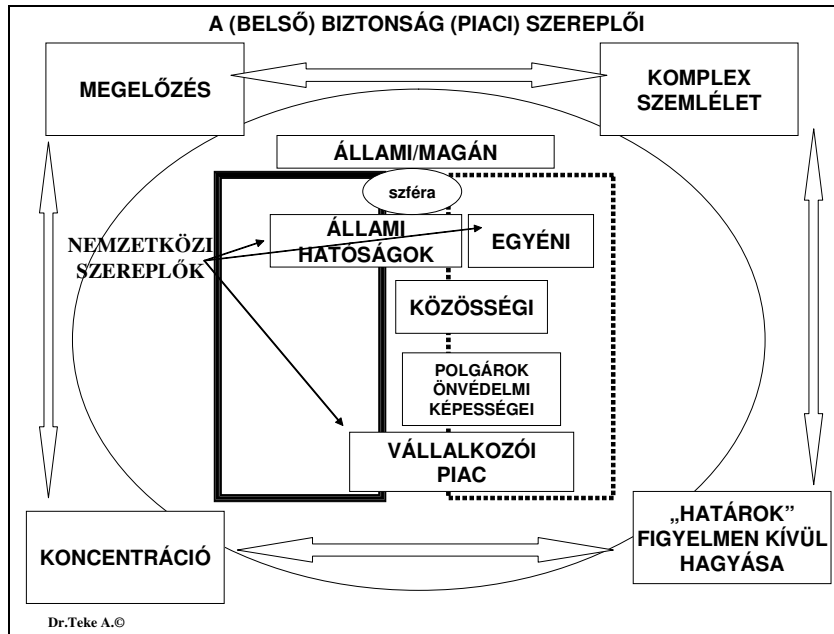 A (BELSŐ) BIZTONSÁG (PIACI) SZEREPLŐI
MEGELŐZÉS
KOMPLEX
SZEMLÉLET
ÁLLAMI/MAGÁN
szféra
NEMZETKÖZI
SZEREPLŐK
ÁLLAMI
HATÓSÁGOK
EGYÉNI
KÖZÖSSÉGI
POLGÁROK
ÖNVÉDELMI
KÉPESSÉGEI
VÁLLALKOZÓI
PIAC
KONCENTRÁCIÓ
„HATÁROK”
FIGYELMEN KÍVÜL
HAGYÁSA
Dr.Teke A.©